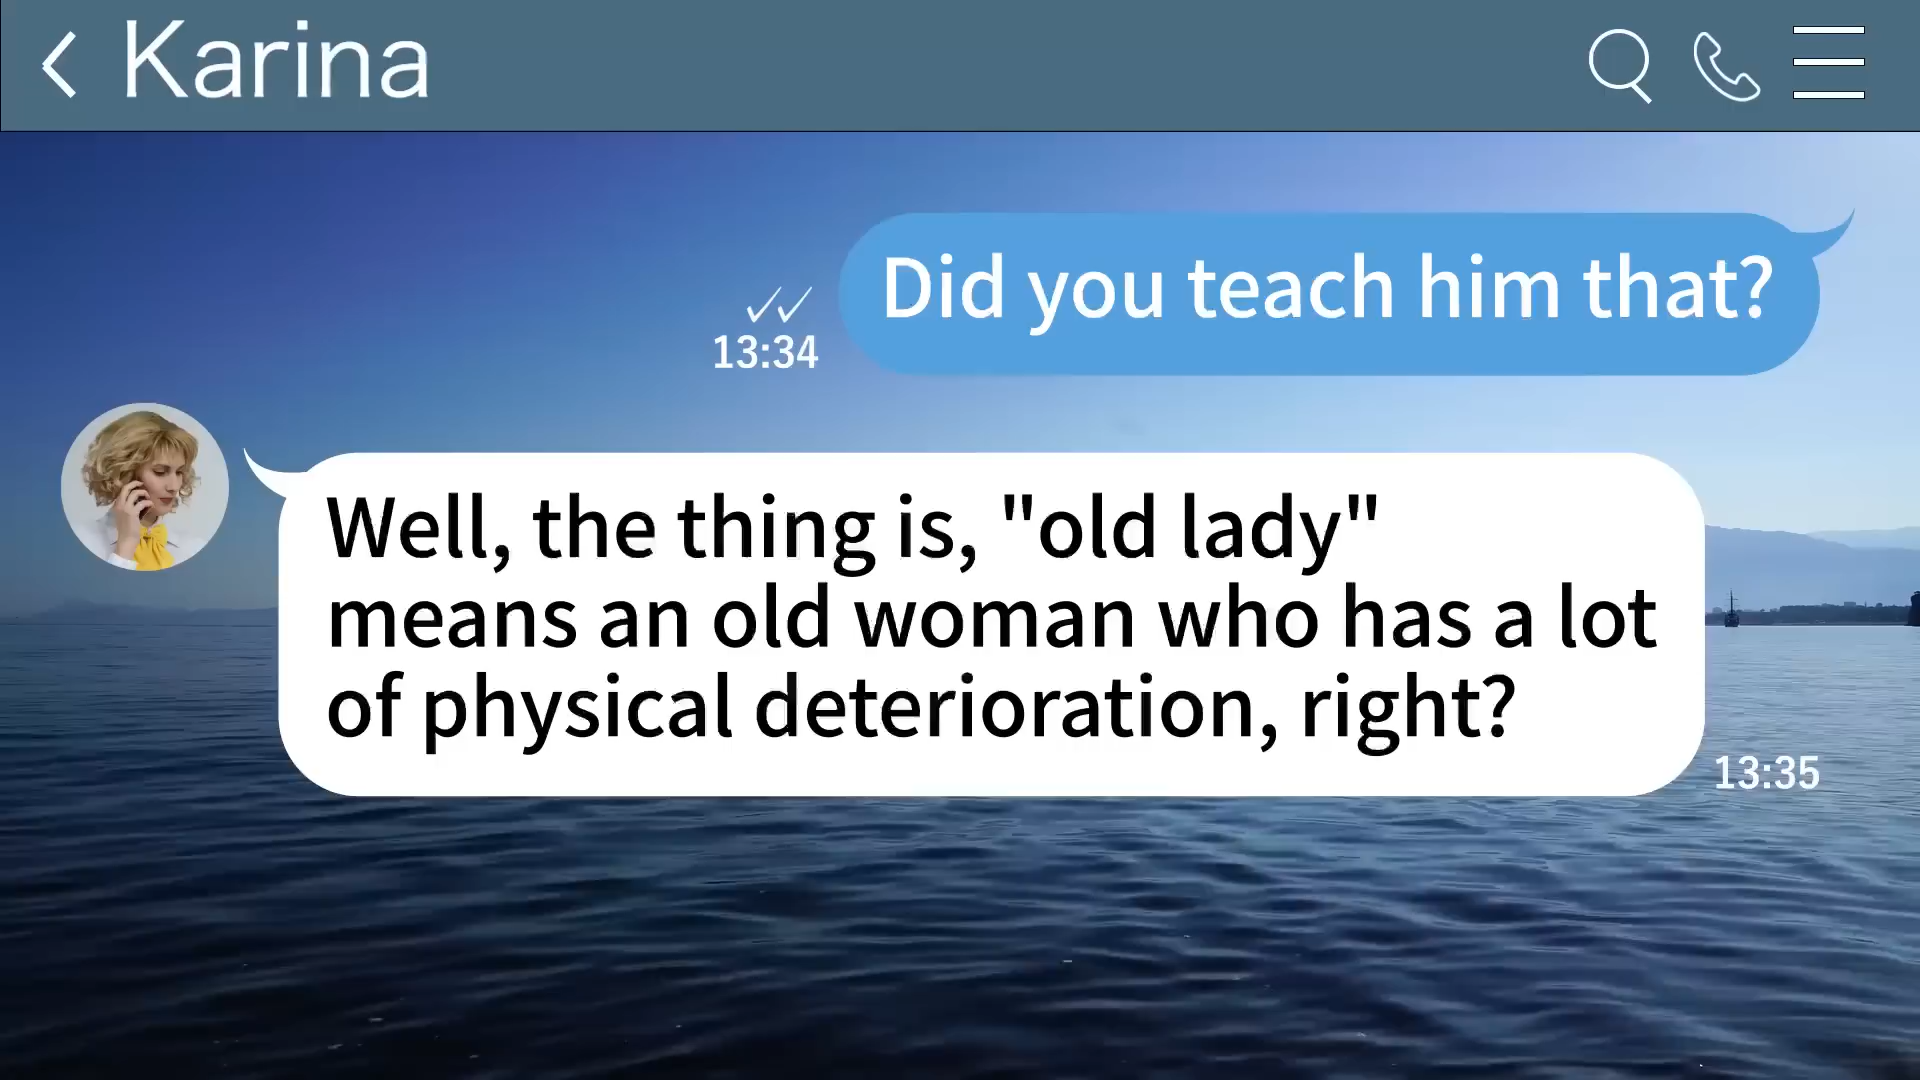 Karina
Did you teach him that?
13:34
Well, the thing is, "old lady"
means an old woman who has a lot
of physical deterioration, right?
13:35